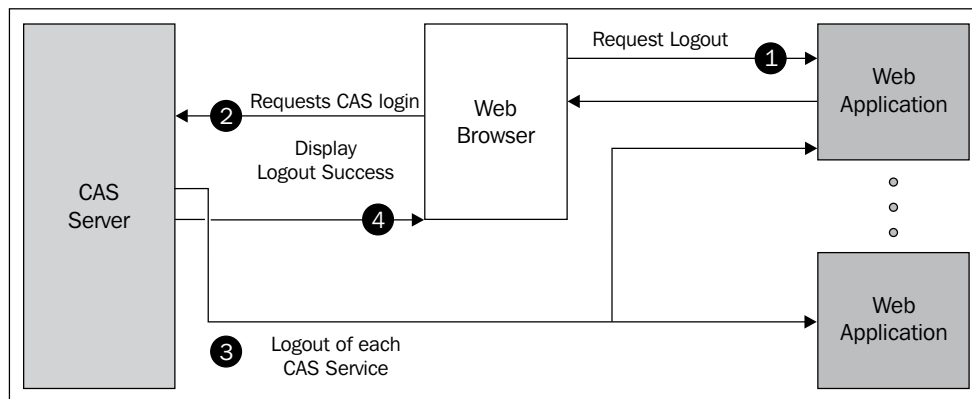 Request Logout
1
Web
Application
2
Requests CAS login
Web
Browser
Display
Logout Success
CAS
Server
4
3
Logout of each
CAS Service
Web
Application